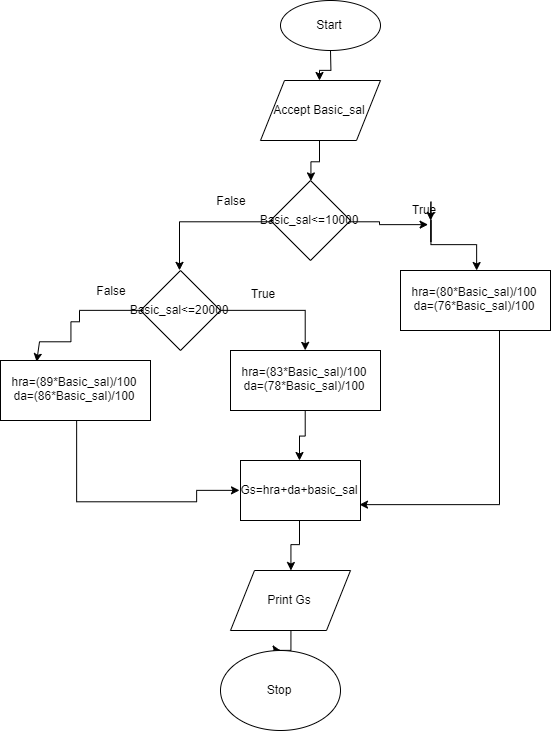 Start
Accept Basic_sal
False
True
Basic_sal<=10000
False
True
Basic_sal<=20000
hra=(80*Basic_sal)/100
da=(76*Basic_sal)/100
hra=(89*Basic_sal)/100
da=(86*Basic_sal)/100
hra=(83*Basic_sal)/100
da=(78*Basic_sal)/100
Gs=hra+da+basic_sal
Print Gs
Stop